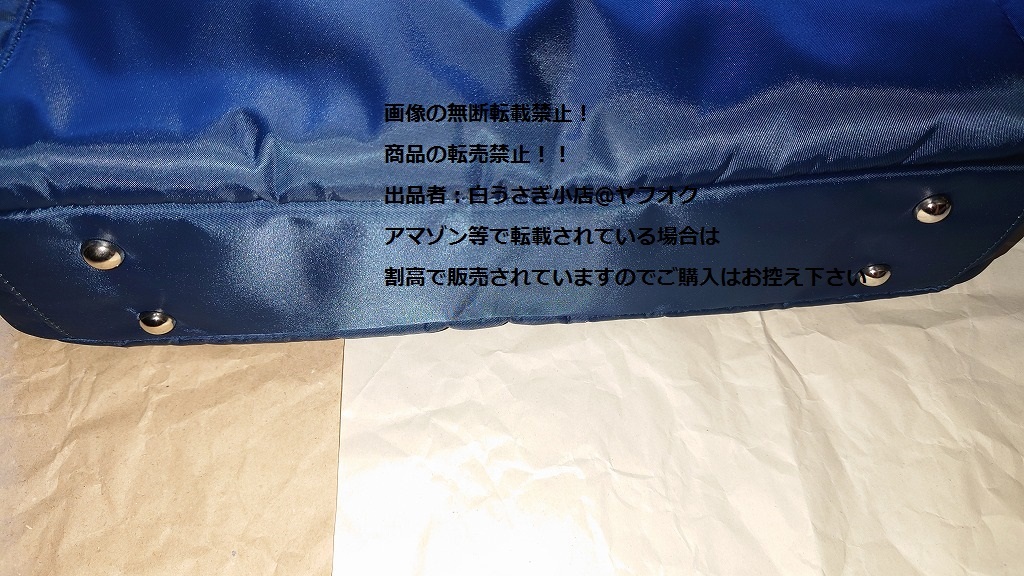 画像の無断転載禁止！
商品の転売禁止！！
出品者：白うさぎ小店＠ヤフオク
アマゾン等で転載されている場合は
割高で販売されていますのでご購入はお控え下さい